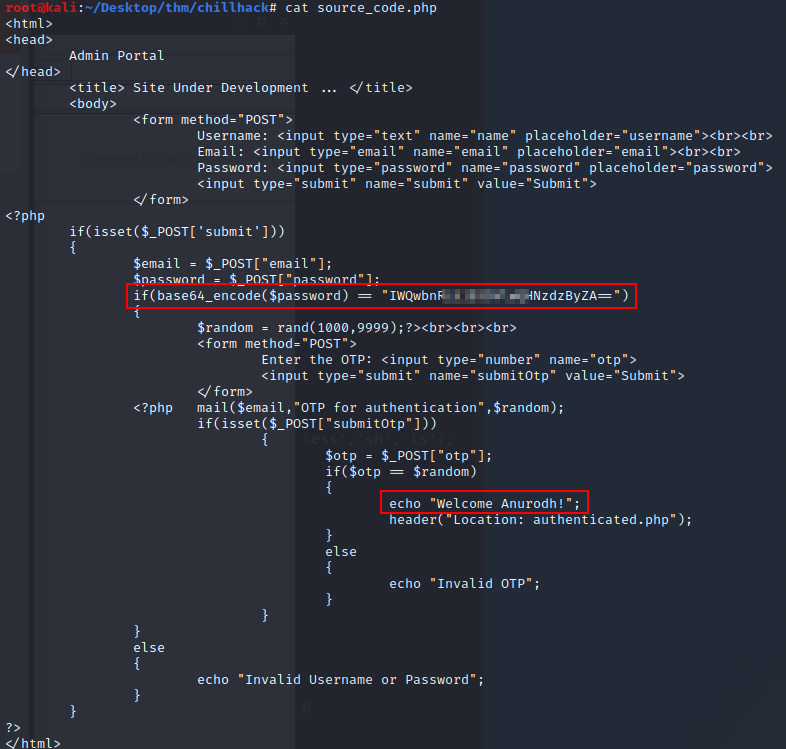 root@kali:~/Desktop/thm/chillhack# cat source_code.php
<html>
<head>
        Admin Portal
</head>
        <title> Site Under Development ... </title>
        <body>
                <form method="POST">
                        Username: <input type="text" name="name" placeholder="username"><br><br>
                        Email: <input type="email" name="email" placeholder="email"><br><br>
                        Password: <input type="password" name="password" placeholder="password">
                        <input type="submit" name="submit" value="Submit">
                </form>
<?php
        if(isset($_POST['submit']))
        {
                $email = $_POST["email"];
                $password = $_POST["password"];
                if(base64_encode($password) == " HNzdzByZA==")
                {
                        $random = rand(1000,9999);?><br><br><br>
                        <form method="POST">
                                Enter the OTP: <input type="number" name="otp">
                                <input type="submit" name="submitOtp" value="Submit">
                        </form>
                <?php   mail($email,"OTP for authentication",$random);
                        if(isset($_POST["submitOtp"]))
                                {
                                        $otp = $_POST["otp"];
                                        if($otp == $random)
                                        {
                                                echo "Welcome Anurodh!";
                                                header("Location: authenticated.php");
                                        }
                                        else
                                        {
                                                echo "Invalid OTP";
                                        }
                                }
                }
                else
                {
                        echo "Invalid Username or Password";
                }
        }
?>
</html>